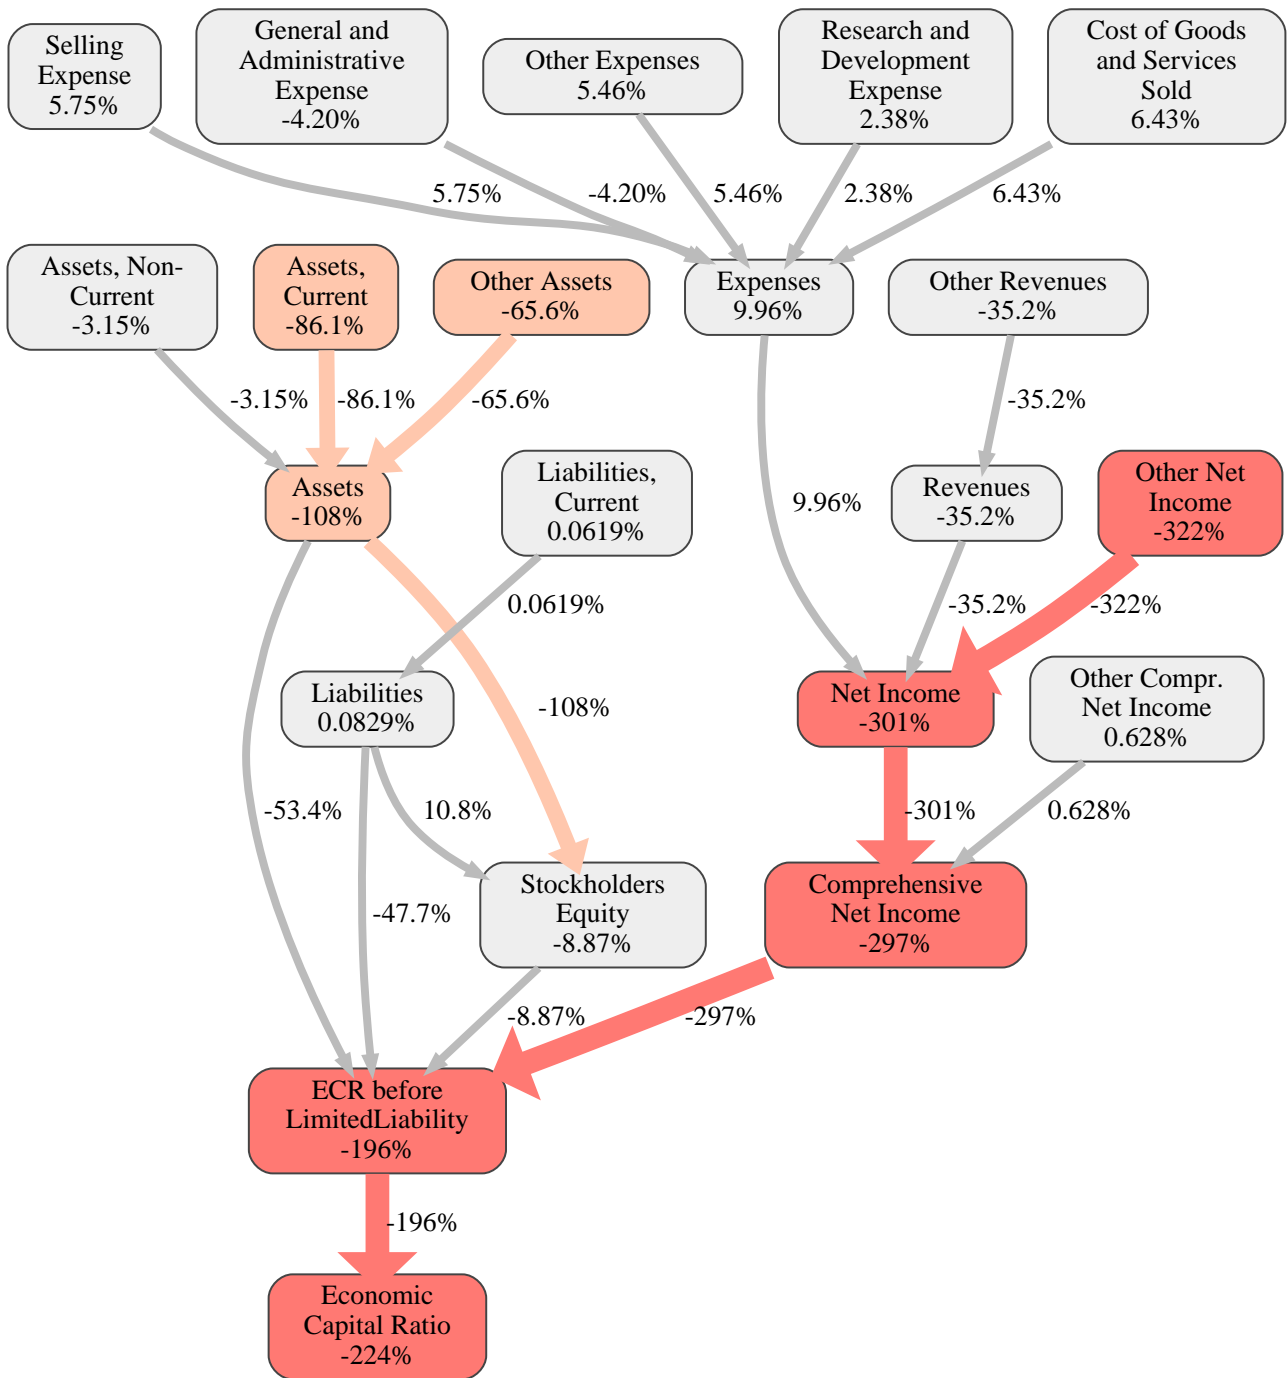 Selling
Expense
5.75%
General and
Administrative
Expense
-4.20%
Other Expenses
5.46%
Research and
Development
Expense
2.38%
Cost of Goods
and Services
Sold
6.43%
5.75%
-4.20%
5.46%
2.38%
6.43%
Assets, Non-
Current
-3.15%
Assets,
Current
-86.1%
Other Assets
-65.6%
Expenses
9.96%
Other Revenues
-35.2%
-3.15%
-86.1%
-65.6%
-35.2%
Assets
-108%
Liabilities,
Current
0.0619%
9.96%
Revenues
-35.2%
Other Net
Income
-322%
0.0619%
-35.2%
-322%
Liabilities
0.0829%
-108%
Net Income
-301%
Other Compr.
Net Income
0.628%
-53.4%
10.8%
-301%
0.628%
-47.7%
Stockholders
Equity
-8.87%
Comprehensive
Net Income
-297%
-8.87%
-297%
ECR before
LimitedLiability
-196%
-196%
Economic
Capital Ratio
-224%